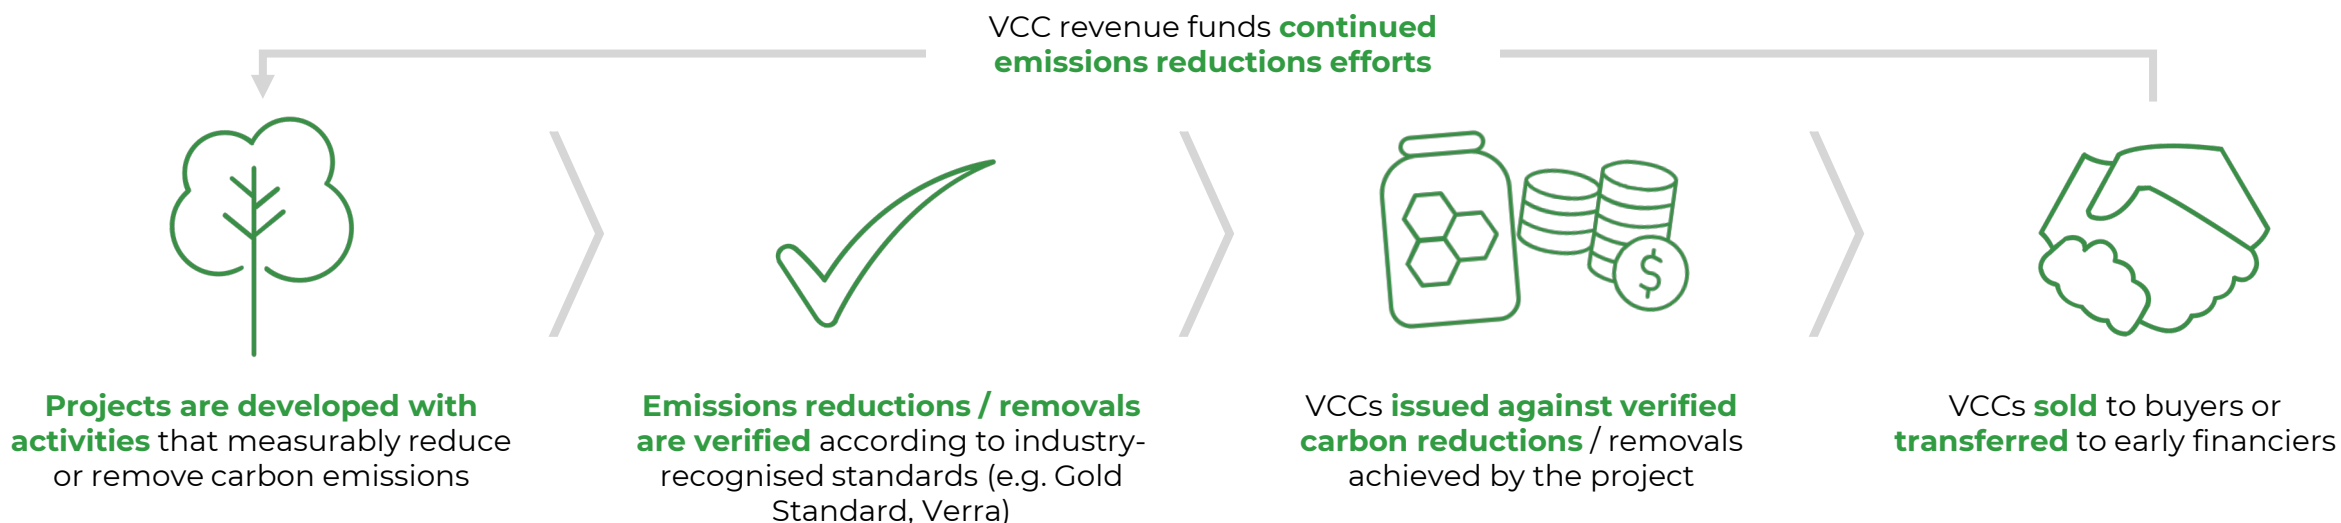 VCC revenue funds continued
emissions reductions efforts
$
Projects are developed with
activities that measurably reduce
or remove carbon emissions
Emissions reductions / removals
are verified according to industry-
recognised standards (e.g. Gold
Standard, Verra)
VCCs issued against verified
carbon reductions / removals
achieved by the project
VCCs sold to buyers or
transferred to early financiers